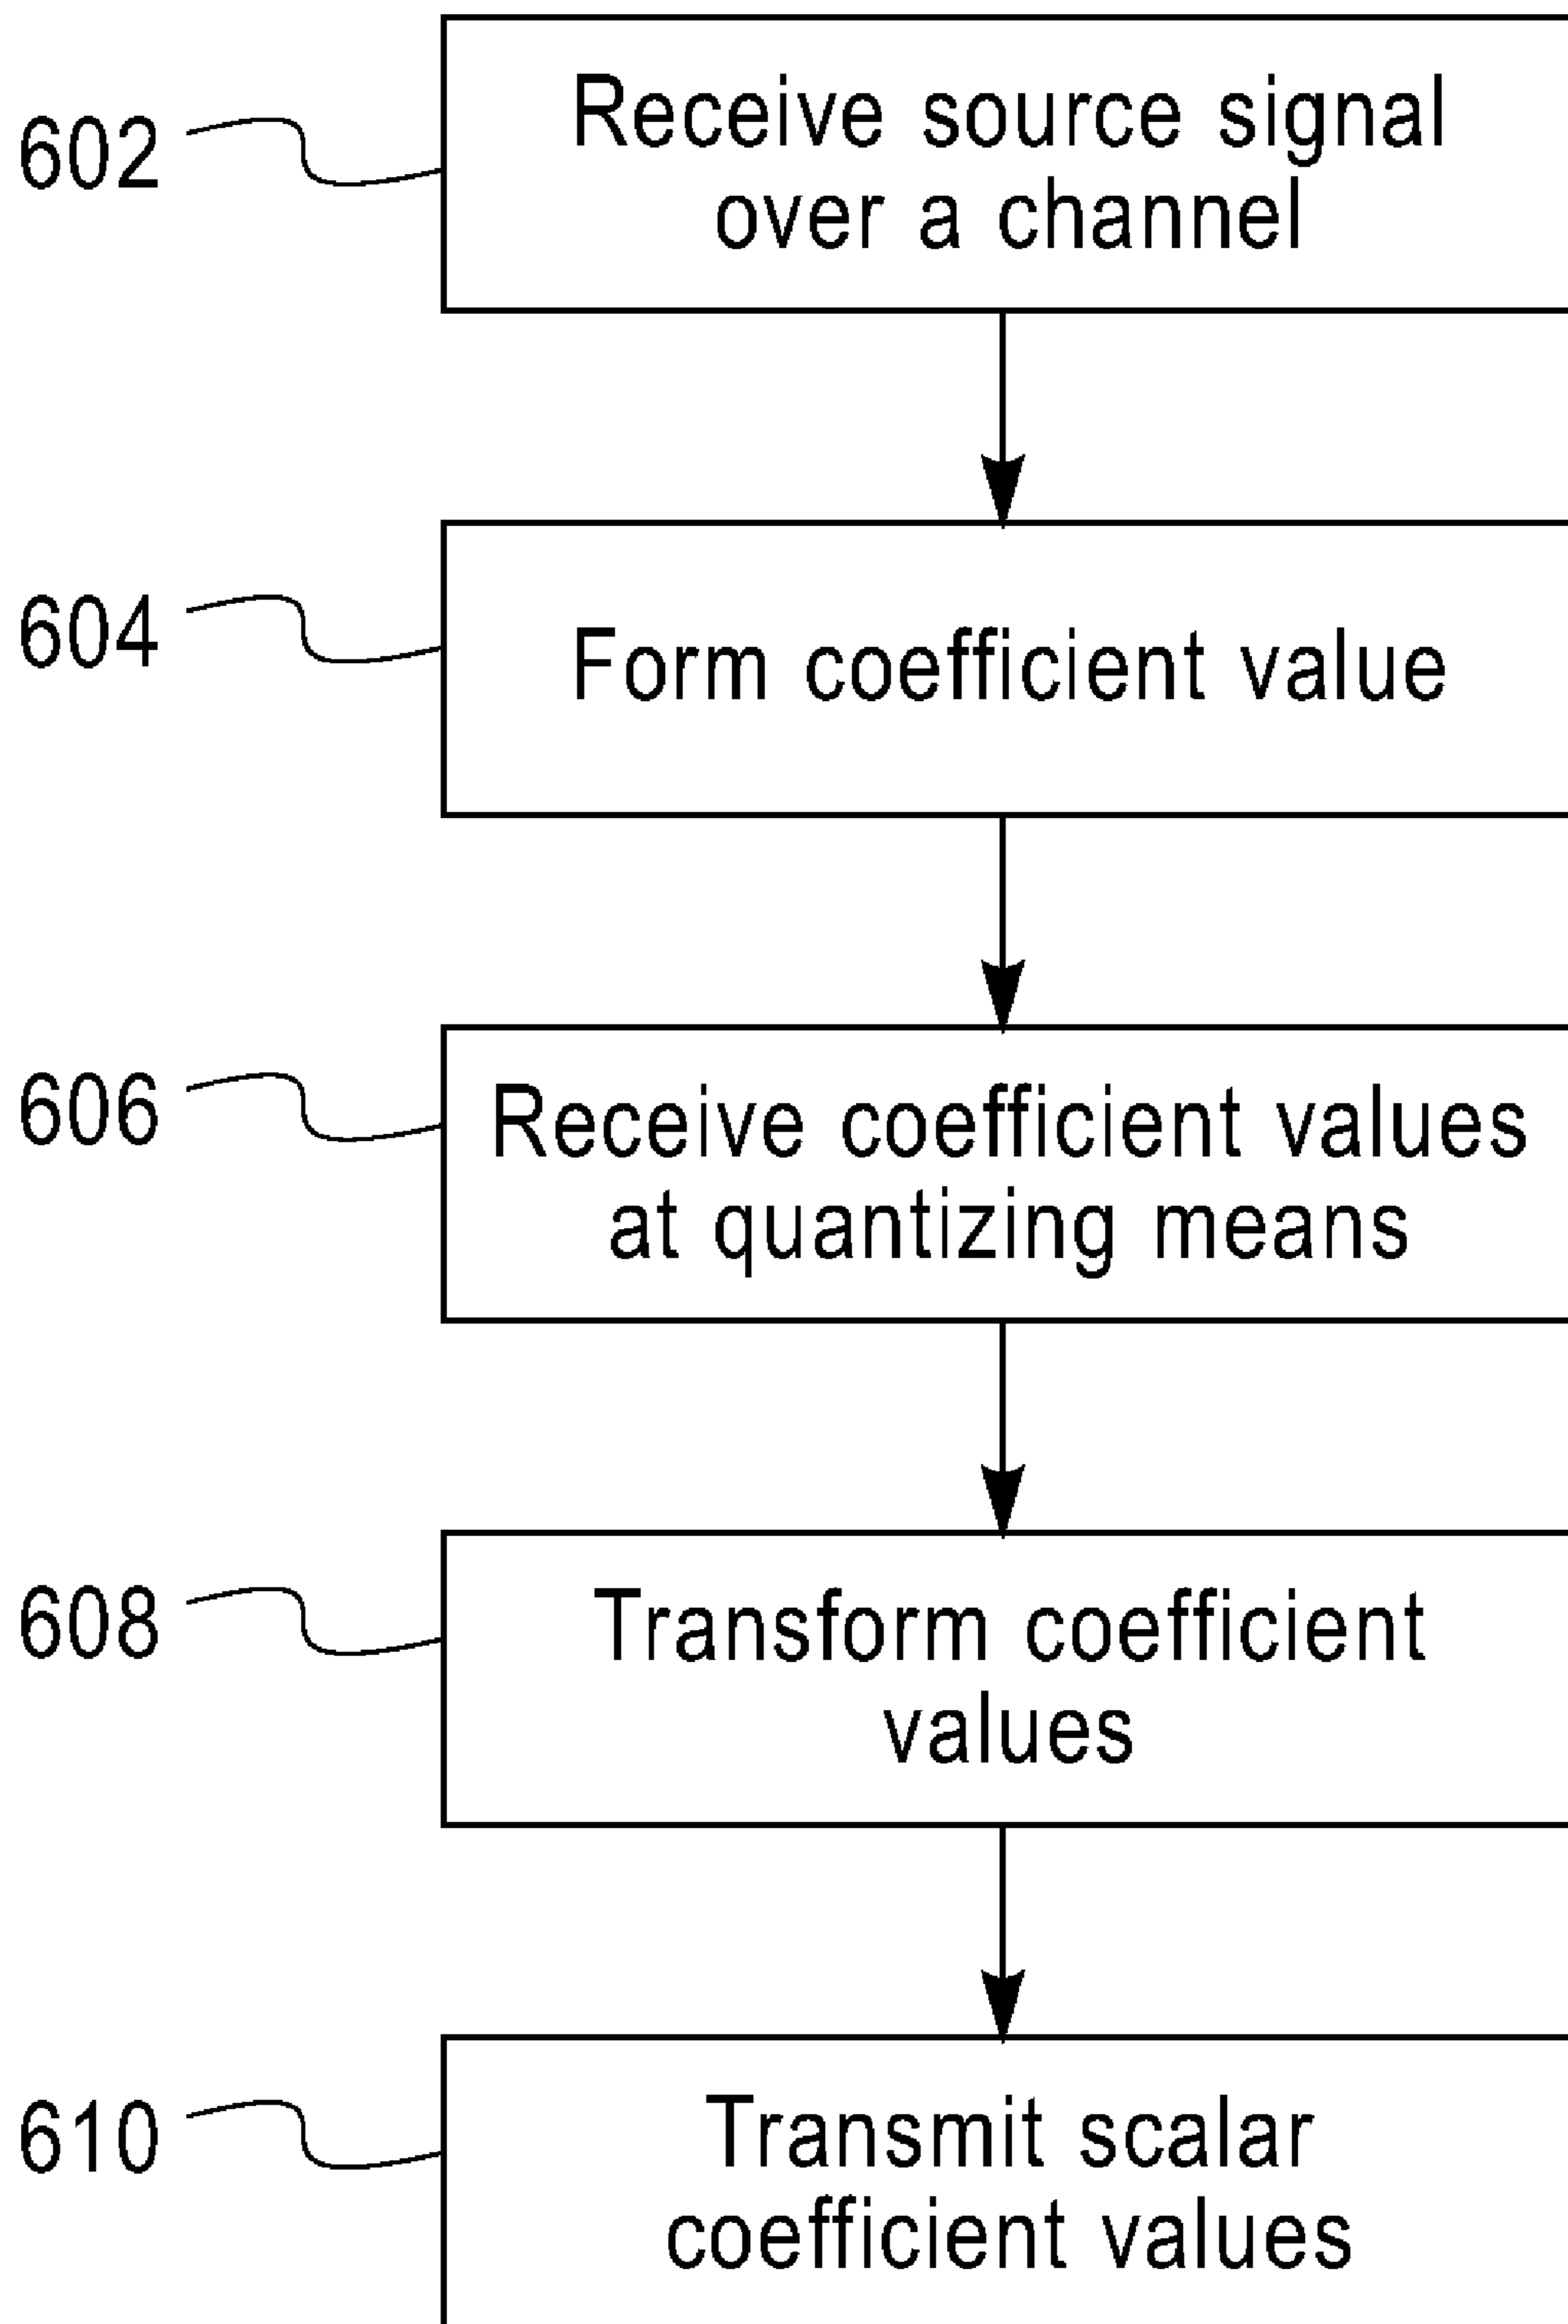 602
Receive source signal
over a channel
604
Form coefficient value
606
Receive coefficient values
at quantizing means
608
Transform coefficient
values
610
Transmit scalar
coefficient values